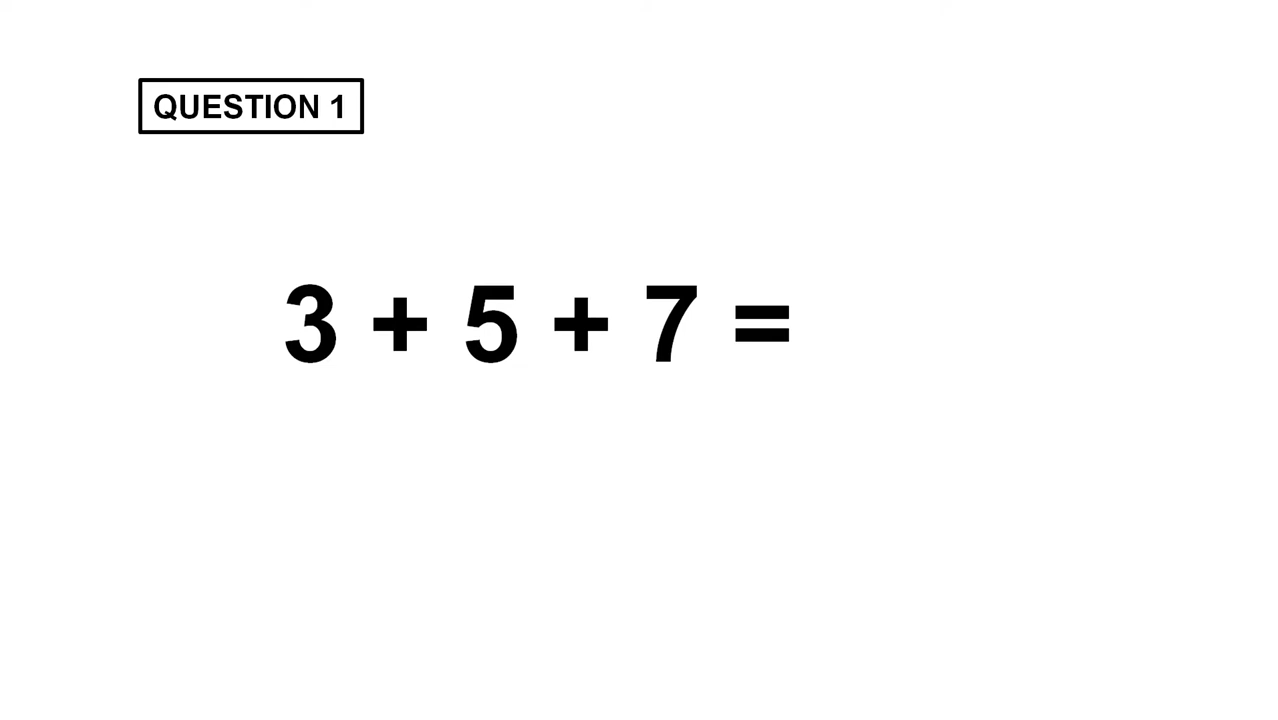 QUESTION 1
3 + 5 + 7 =